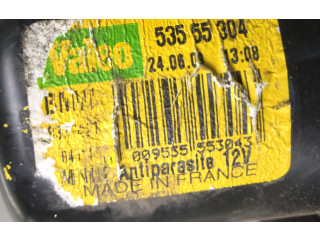 Valeo 535 55 304
24.06.0 13:08
009535 553043
Antiparasite 12V
MADE IN FRANCE